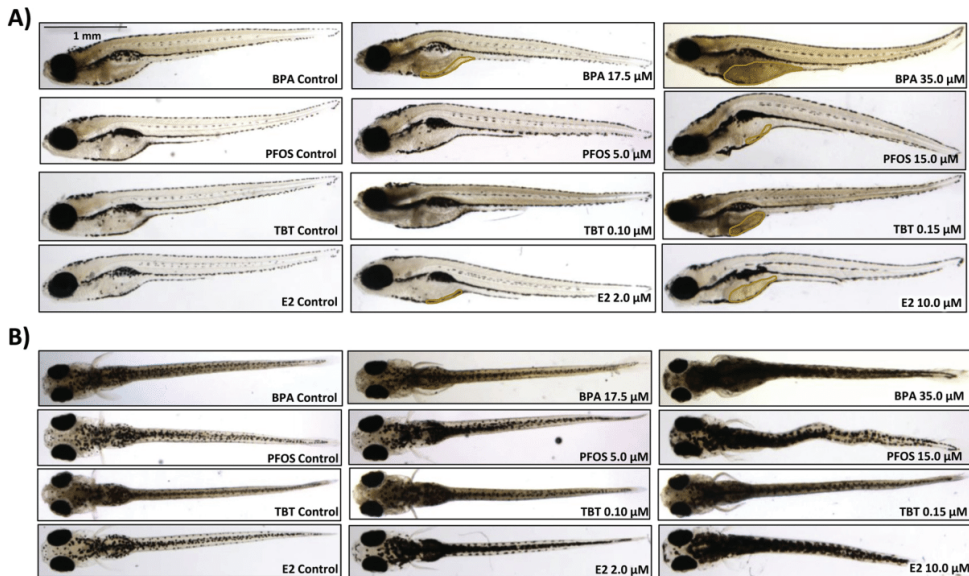 A)
1 mm
BPA Control
BPA 17.5 µM
BPA 35.0 µM
PFOS Control
PFOS 5.0 µM
PFOS 15.0 µM
TBT Control
TBT 0.10 µM
TBT 0.15 µM
E2 Control
E2 2.0 µM
E2 10.0 µM
B)
BPA Control
BPA 17.5 µM
BPA 35.0 µM
PFOS Control
PFOS 5.0 µM
PFOS 15.0 µM
TBT Control
TBT 0.10 µM
TBT 0.15 µM
E2 Control
E2 2.0 µM
E2 10.0 µM